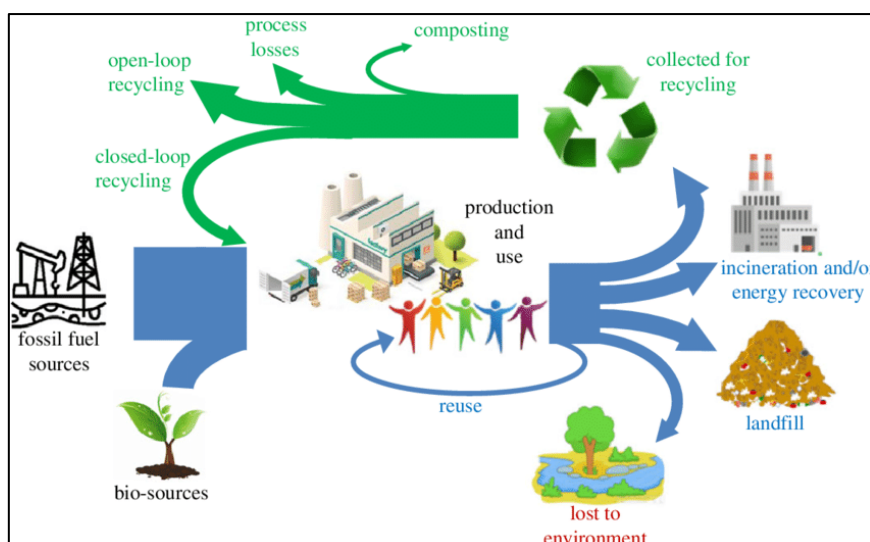 process
losses
composting
open-loop
recycling
collected for
recycling
closed-loop
recycling
factory
production
and
use
incineration and/o
energy recovery
fossil fuel
sources
reuse
landfill
bio-sources
lost to
environment